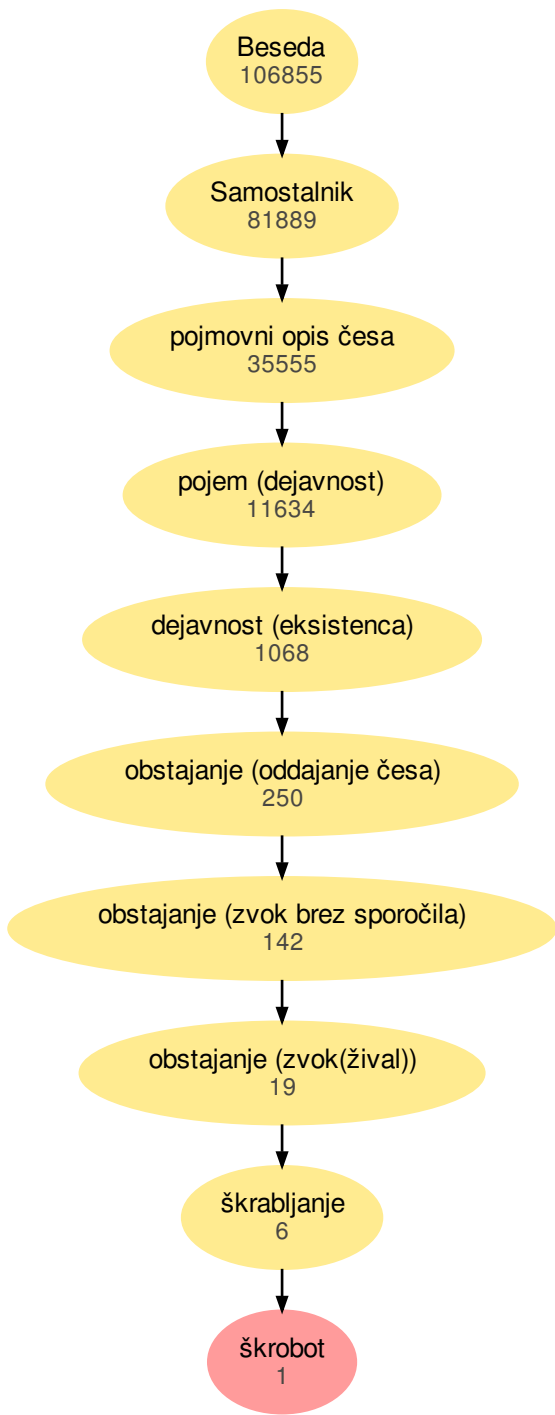 Beseda
106855
Samostalnik
81889
pojmovni opis česa
35555
pojem (dejavnost)
11634
dejavnost (eksistenca)
1068
obstajanje (oddajanje česa)
250
obstajanje (zvok brez sporočila)
142
obstajanje (zvok(žival))
19
škrabljanje
6
škrobot
1